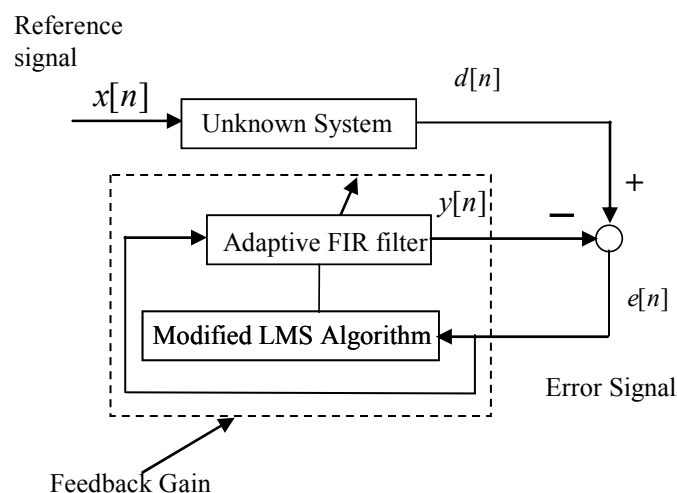 Reference
signal
x[n]
Unknown System
d[n]
+
Adaptive FIR filter
y[n]
−
Modified LMS Algorithm
e[n]
Error Signal
Feedback Gain